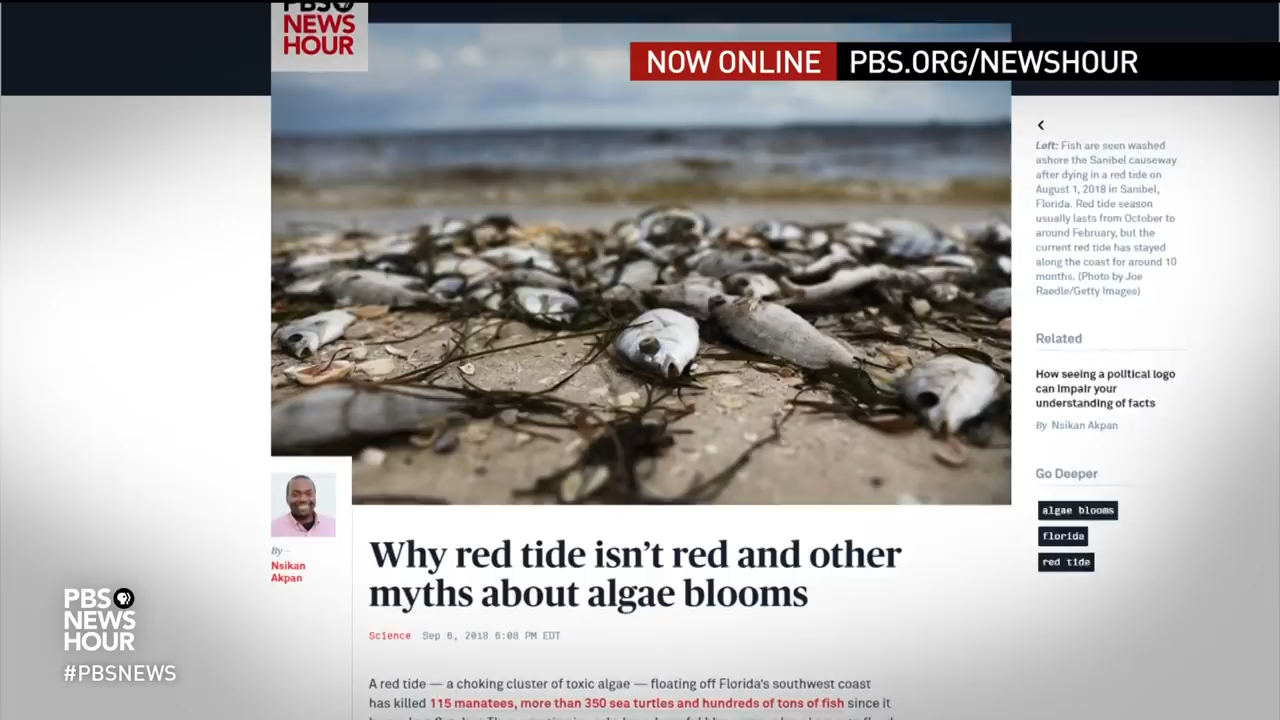 PBS
NEWS
HOUR
NOW ONLINE PBS.ORG/NEWSHOUR
Left: Fish are seen washed
ashore the Sanibel causeway
after dying in a red tide on
August 1, 2018 in Sanibel,
Florida. Red tide season
usually lasts from October to
around February, but the
current red tide has stayed
along the coast for around 10
months. (Photo by Joe
Raedle/Getty Images)
Related
How seeing a political logo
can impair your
understanding of facts
By Nsikan Akpan
Go Deeper
algae blooms
florida
red tide
By —
Nsikan
Akpan
Why red tide isn't red and other
myths about algae blooms
Science Sep 6, 2018 6:08 PM EDT
A red tide — a choking cluster of toxic algae — floating off Florida's southwest coast
has killed 115 manatees, more than 350 sea turtles and hundreds of tons of fish since it
PBS
NEWS
HOUR
#PBSNEWS